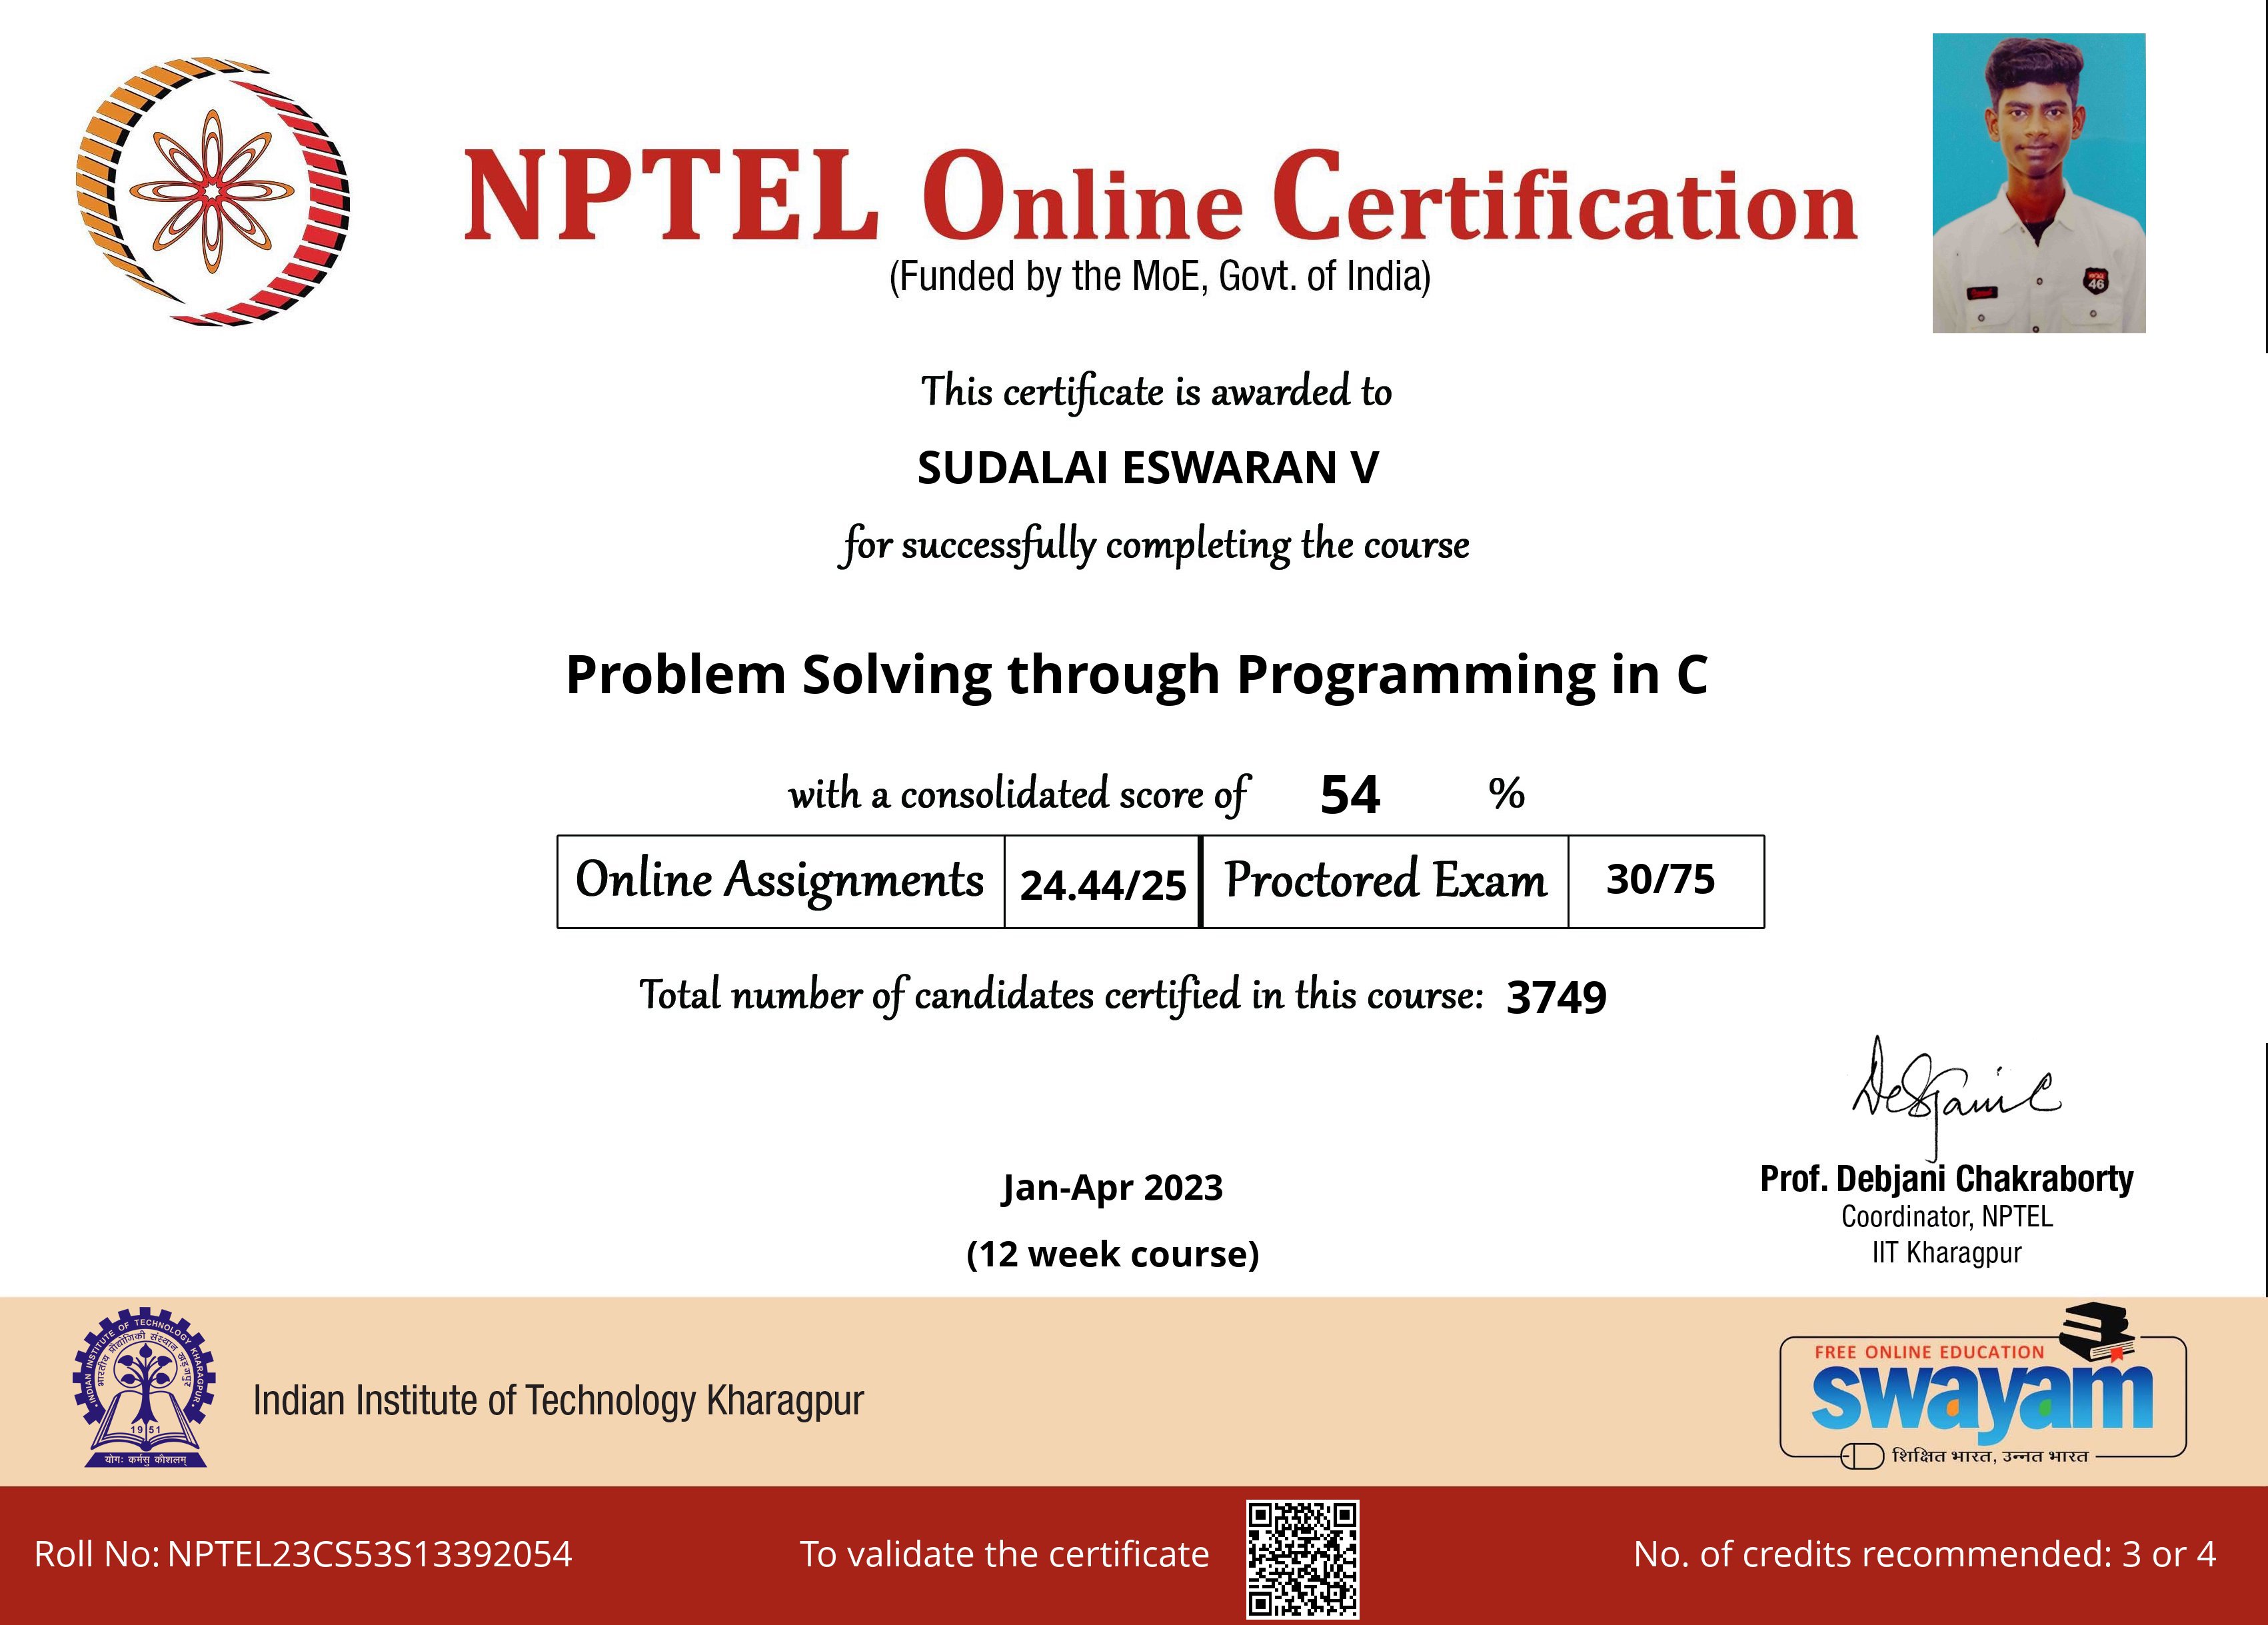 NPTEL Online Certification
(Funded by the MoE, Govt. of India)
This certificate is awarded to
SUDALAI ESWARAN V
for successfully completing the course
Problem Solving through Programming in C
with a consolidated score of 54 %
Online Assignments 24.44/25 Proctored Exam 30/75
Total number of candidates certified in this course: 3749
Jan-Apr 2023
(12 week course)
Prof. Debjani Chakraborty
Coordinator, NPTEL
IIT Kharagpur
INDIAN INSTITUTE OF TECHNOLOGY KHARAGPUR
भारतीय प्रौद्योगिकी संस्थान खड़गपुर
1951
योगः कर्मसु कौशलम्
Indian Institute of Technology Kharagpur
FREE ONLINE EDUCATION
swayam
शिक्षित भारत, उन्नत भारत
Roll No: NPTEL23CS53S13392054
To validate the certificate
No. of credits recommended: 3 or 4